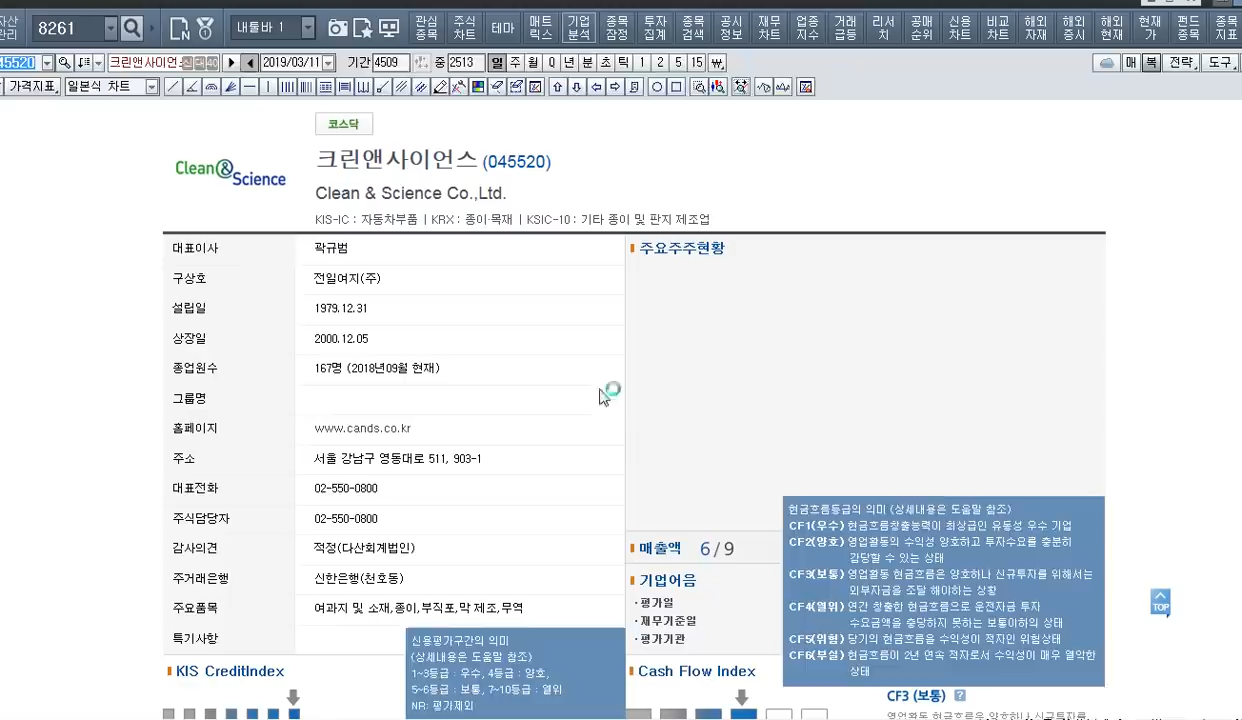 자산
관리
8261
내툴바 1
관심
종목
주식
차트
테마
매트
릭스
기업
분석
종목
잠정
투자
집계
종목
검색
공시
정보
재무
차트
업종
지수
거래
급등
리서
치
공매
순위
신용
차트
비교
차트
해외
자재
해외
증시
해외
현재
현재
가
펀드
종목
종목
지표
45520
크린앤사이언
2019/03/11
기간 4509
중 2513
일 주 월 Q 년 분 초 틱 1 2 5 15
매 복 전략 도구
가격지표 일본식 차트
코스닥
Clean&Science
크린앤사이언스 (045520)
Clean & Science Co.,Ltd.
KIS-IC : 자동차부품 | KRX : 종이·목재 | KSIC-10 : 기타 종이 및 판지 제조업
대표이사 곽규범
구상호 전일여지(주)
설립일 1979.12.31
상장일 2000.12.05
종업원수 167명 (2018년09월 현재)
그룹명
홈페이지 www.cands.co.kr
주소 서울 강남구 영동대로 511, 903-1
대표전화 02-550-0800
주식담당자 02-550-0800
감사의견 적정(다산회계법인)
주거래은행 신한은행(천호동)
주요품목 여과지 및 소재,종이,부직포,막 제조,무역
특기사항
주요주주현황
매출액 6/9
기업어음
·평가일
·재무기준일
·평가기관
현금흐름등급의 의미 (상세내용은 도움말 참조)
CF1(우수) 현금흐름창출능력이 최상급인 유동성 우수 기업
CF2(양호) 영업활동의 수익성 양호하고 투자수요를 충분히
감당할 수 있는 상태
CF3(보통) 영업활동 현금흐름은 양호하나 신규투자를 위해서는
외부자금을 조달 해야하는 상황
CF4(열위) 연간 창출한 현금흐름으로 운전자금 투자
수요금액을 충당하지 못하는 보통이하의 상태
CF5(위험) 당기의 현금흐름을 수익성이 적자인 위험상태
CF6(부실) 현금흐름이 2년 연속 적자로서 수익성이 매우 열악한
상태
신용평가구간의 의미
(상세내용은 도움말 참조)
1~3등급 : 우수, 4등급 : 양호,
5~6등급 : 보통, 7~10등급 : 열위
NR: 평가제외
TOP
KIS CreditIndex
Cash Flow Index
CF3 (보통) ?
영업활동 현금흐름은 양호하나 신규투자를